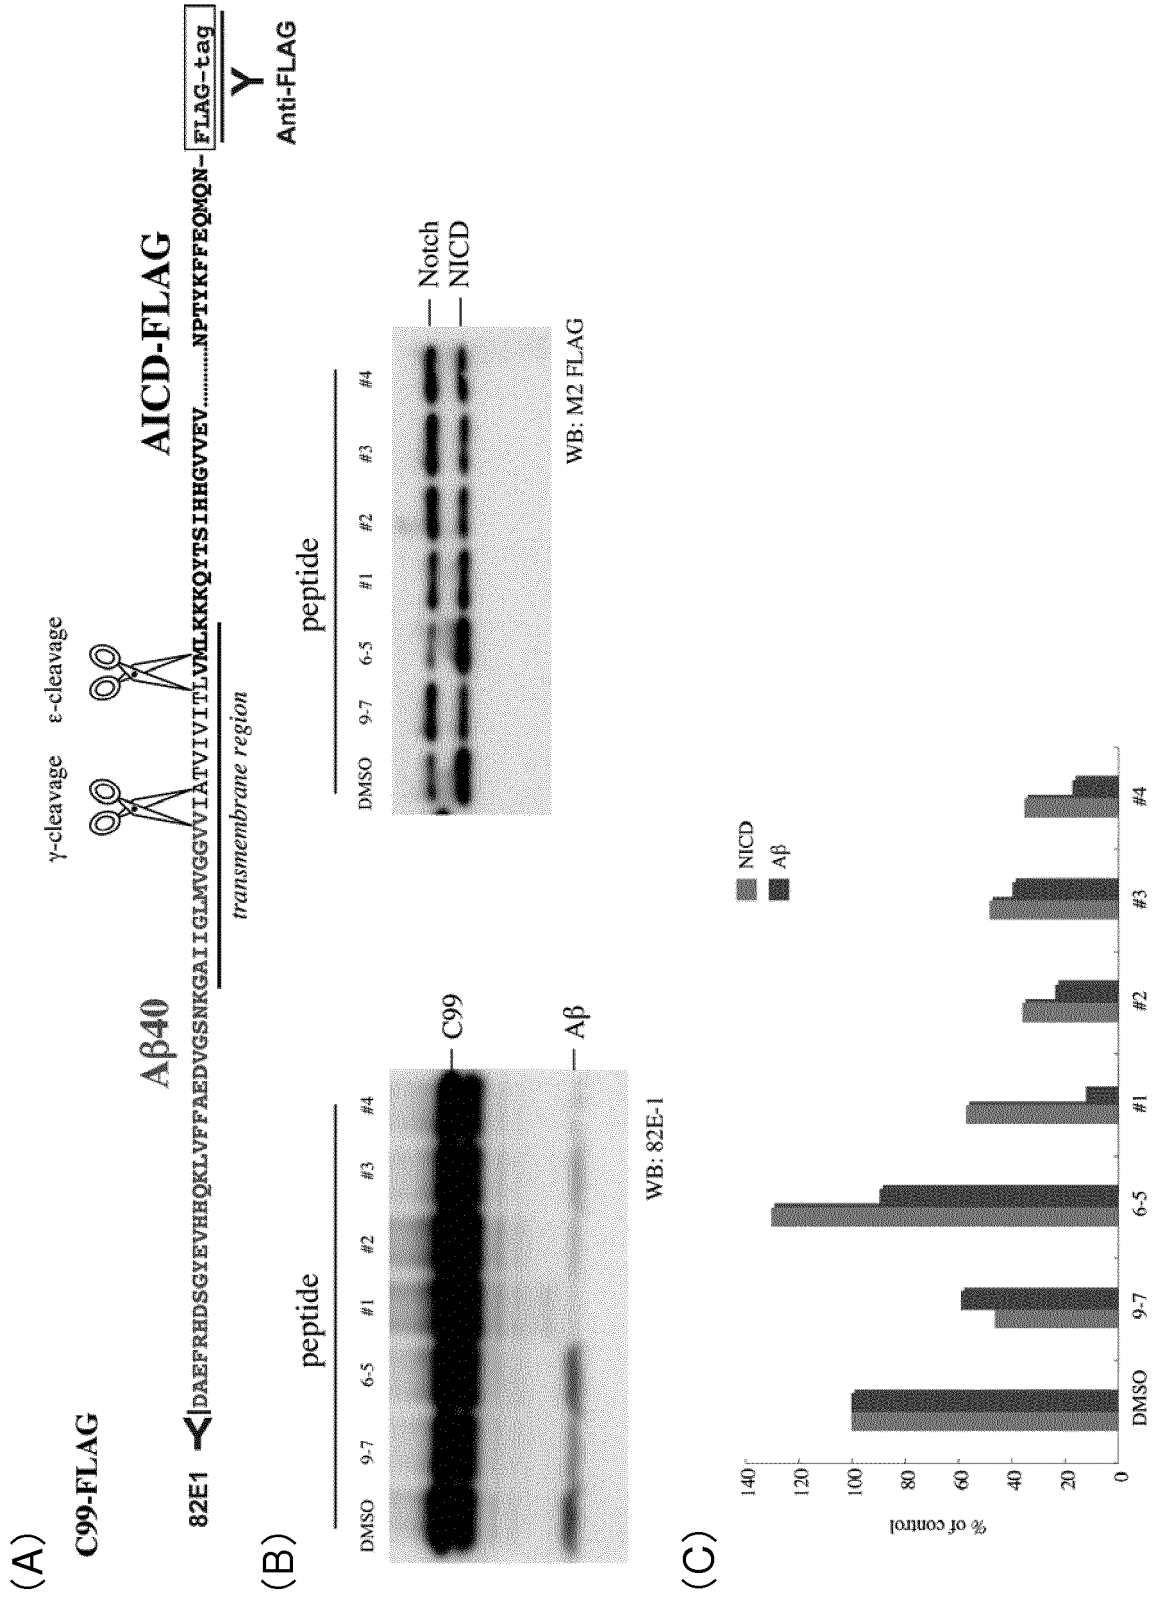 (A)
C99-FLAG
γ-cleavage ε-cleavage
Aβ40 AICD-FLAG
82E1 Y DAEFRHDSGYEVHHQKLVFFAEDVGSNKGAIIGLMVGGVVIATVIVITLVMLKKKQYTSIHHGVVEV...........NPTYKFFEQMQN- FLAG-tag
transmembrane region
Y
Anti-FLAG
(B)
peptide
DMSO 9-7 6-5 #1 #2 #3 #4
C99
Aβ
WB: 82E-1
peptide
DMSO 9-7 6-5 #1 #2 #3 #4
Notch
NICD
WB: M2 FLAG
(C)
% of control
140
120
100
80
60
40
20
0
NICD
Aβ
DMSO 9-7 6-5 #1 #2 #3 #4